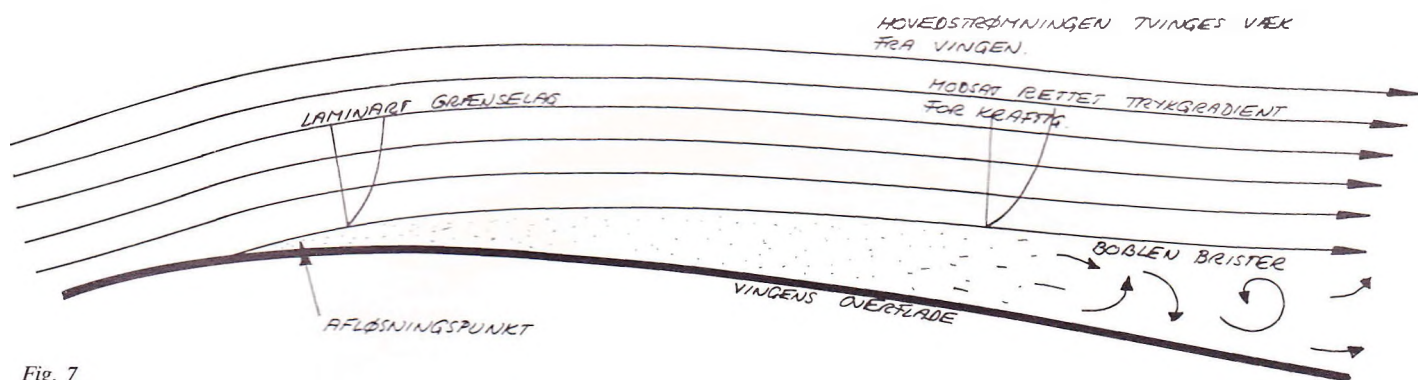 HOVEDSTRØMNINGEN TVINGES VÆK
FRA VINGEN.
LAMINART GRÆNSELAG
MODSAT RETTET TRYKGRADIENT
FOR KRAFTIG.
BOBLEN BRISTER
VINGENS OVERFLADE
AFLØSNINGSPUNKT
Fig. 7